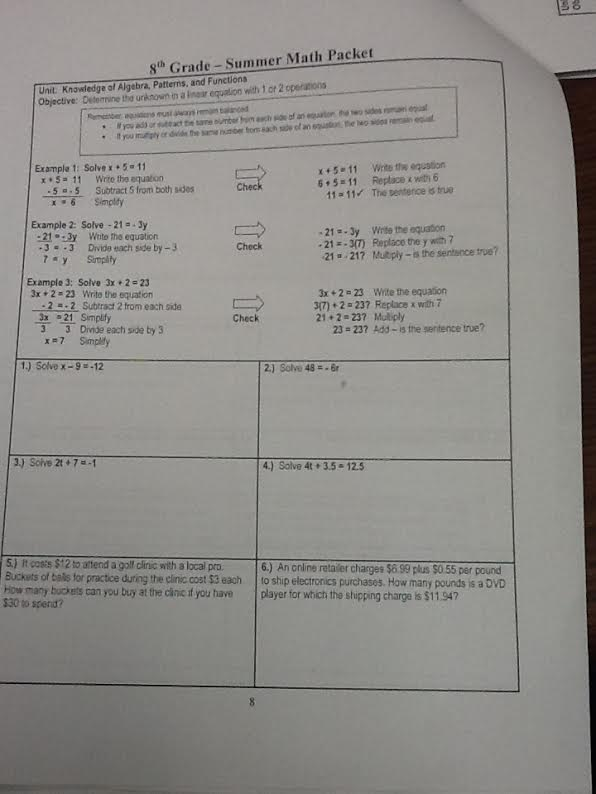 8th Grade – Summer Math Packet
Unit: Knowledge of Algebra, Patterns, and Functions
Objective: Determine the unknown in a linear equation with 1 or 2 operations
Remember, equations must always remain balanced.
• If you add or subtract the same number from each side of an equation, the two sides remain equal.
• If you multiply or divide the same number from each side of an equation, the two sides remain equal.
Example 1: Solve x + 5 = 11
x + 5 = 11 Write the equation
- 5 = - 5 Subtract 5 from both sides
x = 6 Simplify
Check
x + 5 = 11 Write the equation
6 + 5 = 11 Replace x with 6
11 = 11✓ The sentence is true
Example 2: Solve - 21 = - 3y
- 21 = - 3y Write the equation
- 3 = - 3 Divide each side by – 3
7 = y Simplify
Check
- 21 = - 3y Write the equation
- 21 = - 3(7) Replace the y with 7
-21 = - 21? Multiply – is the sentence true?
Example 3: Solve 3x + 2 = 23
3x + 2 = 23 Write the equation
- 2 = - 2 Subtract 2 from each side
3x = 21 Simplify
3 3 Divide each side by 3
x = 7 Simplify
Check
3x + 2 = 23 Write the equation
3(7) + 2 = 23? Replace x with 7
21 + 2 = 23? Multiply
23 = 23? Add – is the sentence true?
1.) Solve x – 9 = -12
2.) Solve 48 = - 6r
3.) Solve 2t + 7 = -1
4.) Solve 4t + 3.5 = 12.5
5.) It costs $12 to attend a golf clinic with a local pro.
Buckets of balls for practice during the clinic cost $3 each
How many buckets can you buy at the clinic if you have
$30 to spend?
6.) An online retailer charges $6.99 plus $0.55 per pound
to ship electronics purchases. How many pounds is a DVD
player for which the shipping charge is $11.94?
8